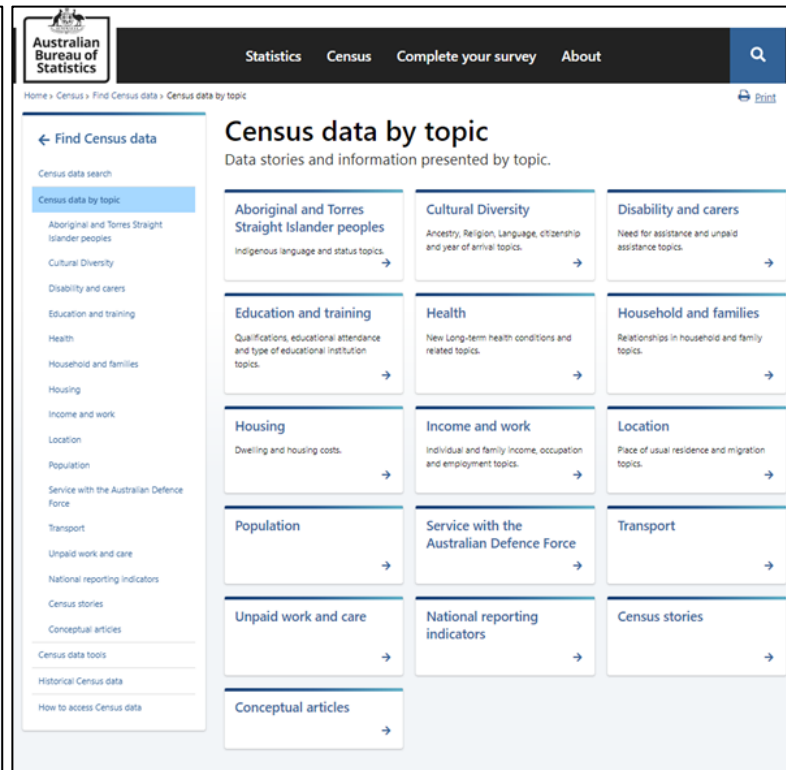 Australian
Bureau of
Statistics
Statistics Census Complete your survey About
Home > Census > Find Census data > Census data by topic
Print
← Find Census data
Census data search
Census data by topic
Aboriginal and Torres Straight
Islander peoples
Cultural Diversity
Disability and carers
Education and training
Health
Household and families
Housing
Income and work
Location
Population
Service with the Australian Defence
Force
Transport
Unpaid work and care
National reporting indicators
Census stories
Conceptual articles
Census data tools
Historical Census data
How to access Census data
Census data by topic
Data stories and information presented by topic.
Aboriginal and Torres
Straight Islander peoples
Indigenous language and status topics.
Cultural Diversity
Ancestry, Religion, Language, citizenship
and year of arrival topics.
Disability and carers
Need for assistance and unpaid
assistance topics.
Education and training
Qualifications, educational attendance
and type of educational institution
topics.
Health
New Long-term health conditions and
related topics.
Household and families
Relationships in household and family
topics.
Housing
Dwelling and housing costs.
Income and work
Individual and family income, occupation
and employment topics.
Location
Place of usual residence and migration
topics.
Population
Service with the
Australian Defence Force
Transport
Unpaid work and care
National reporting
indicators
Census stories
Conceptual articles